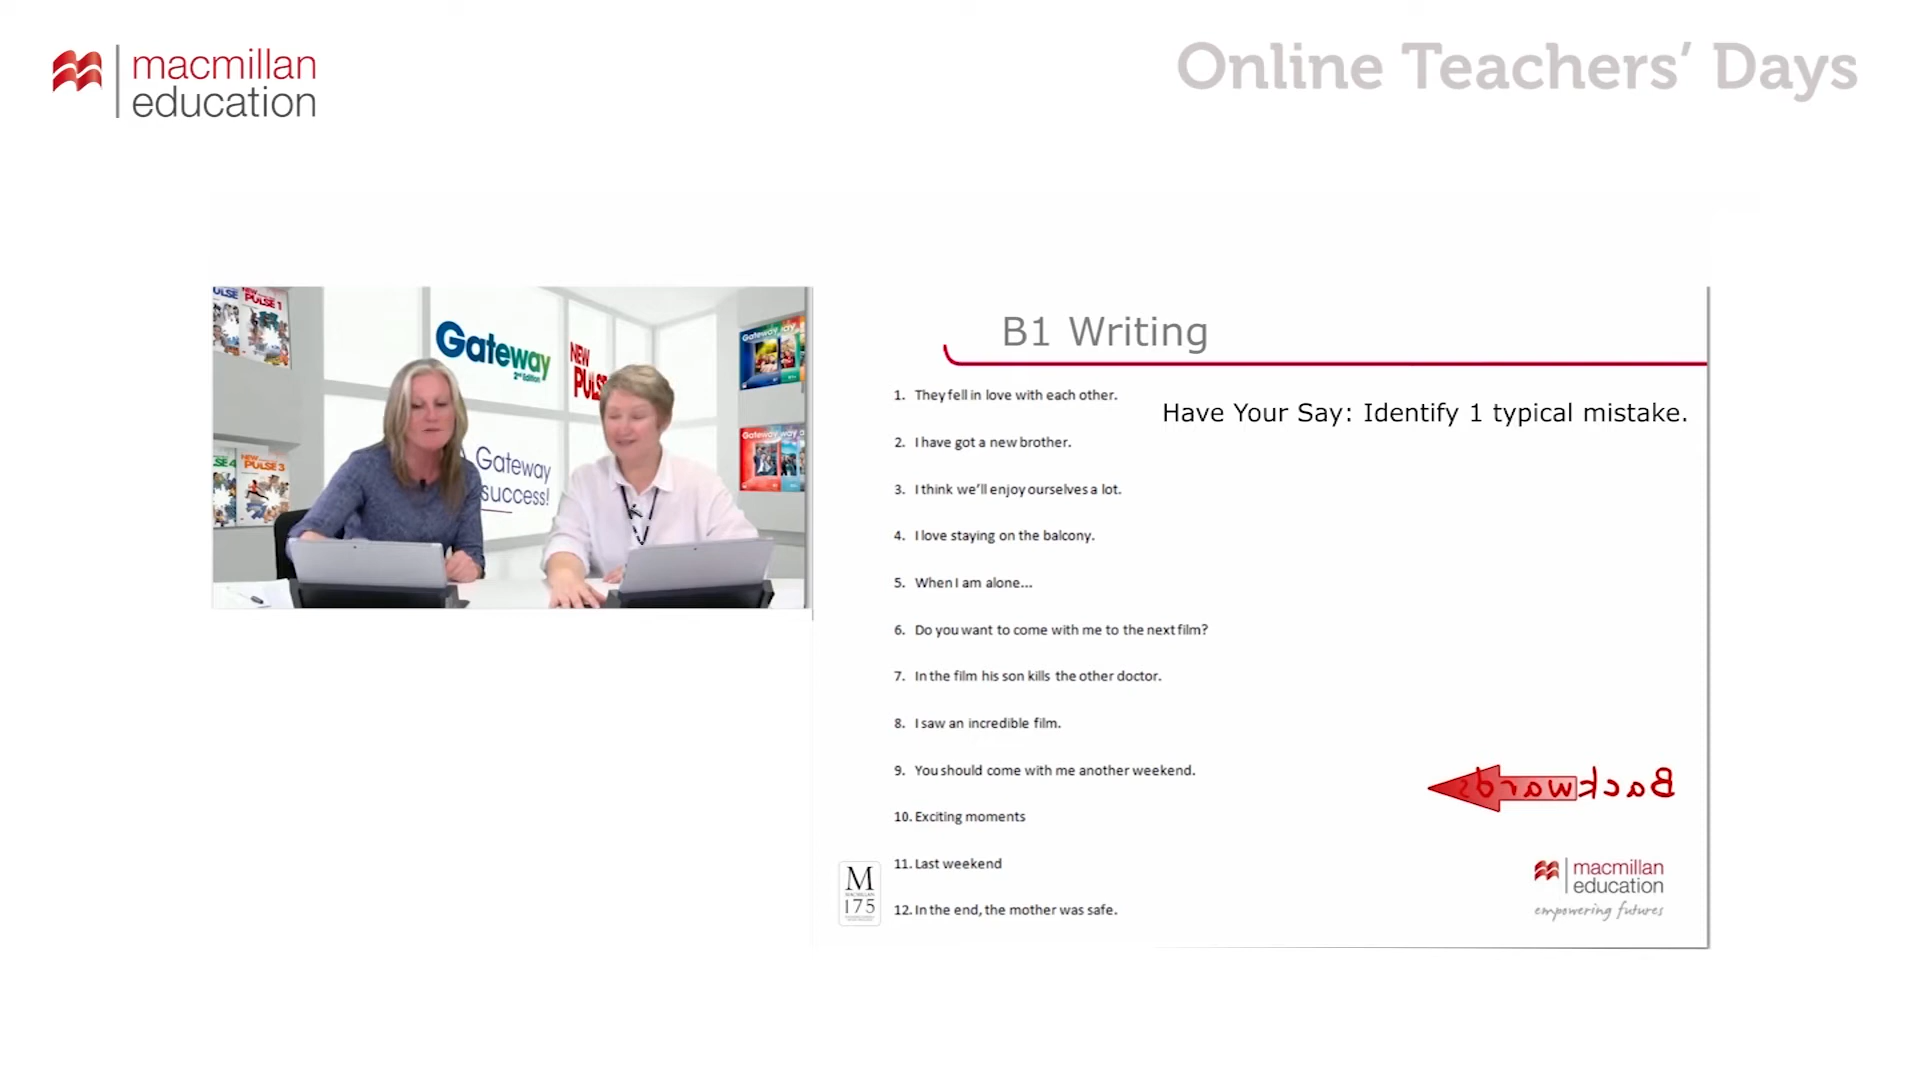 macmillan
education
Online Teachers’ Days
NEW
PULSE 1
PULSE 3
Gateway
2nd Edition
NEW
PULSE
Gateway
success!
Gateway
Gateway
B1 Writing
1. They fell in love with each other.
Have Your Say: Identify 1 typical mistake.
2. I have got a new brother.
3. I think we’ll enjoy ourselves a lot.
4. I love staying on the balcony.
5. When I am alone...
6. Do you want to come with me to the next film?
7. In the film his son kills the other doctor.
8. I saw an incredible film.
9. You should come with me another weekend.
Backwards
10. Exciting moments
11. Last weekend
12. In the end, the mother was safe.
M
175
macmillan
education
empowering futures